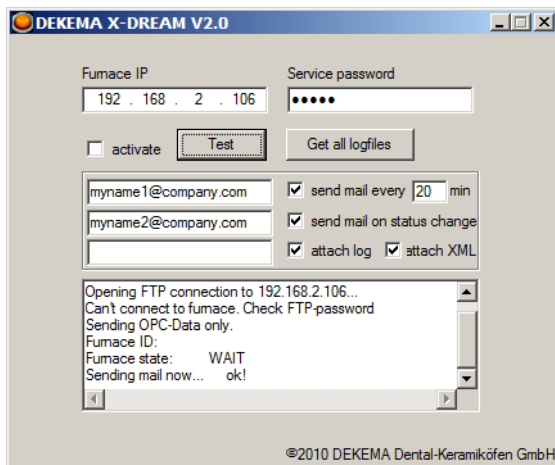 DEKEMA X-DREAM V2.0
Furnace IP
Service password
192 . 168 . 2 . 106
●●●●●
activate
Test
Get all logfiles
myname1@company.com
send mail every 20 min
myname2@company.com
send mail on status change
attach log
attach XML
Opening FTP connection to 192.168.2.106...
Can't connect to furnace. Check FTP-password
Sending OPC-Data only.
Furnace ID:
Furnace state: WAIT
Sending mail now... ok!
©2010 DEKEMA Dental-Keramiköfen GmbH